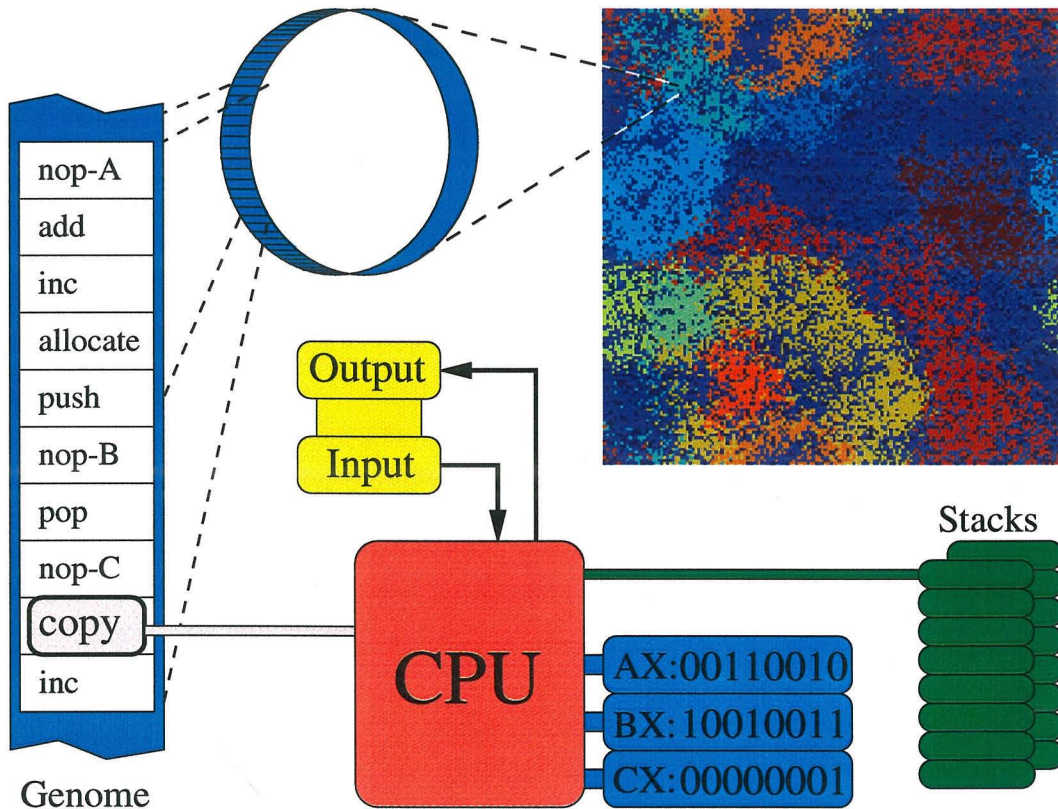 nop-A
add
inc
allocate
push
nop-B
pop
nop-C
copy
inc
Genome
Output
Input
CPU
AX:00110010
BX:10010011
CX:00000001
Stacks